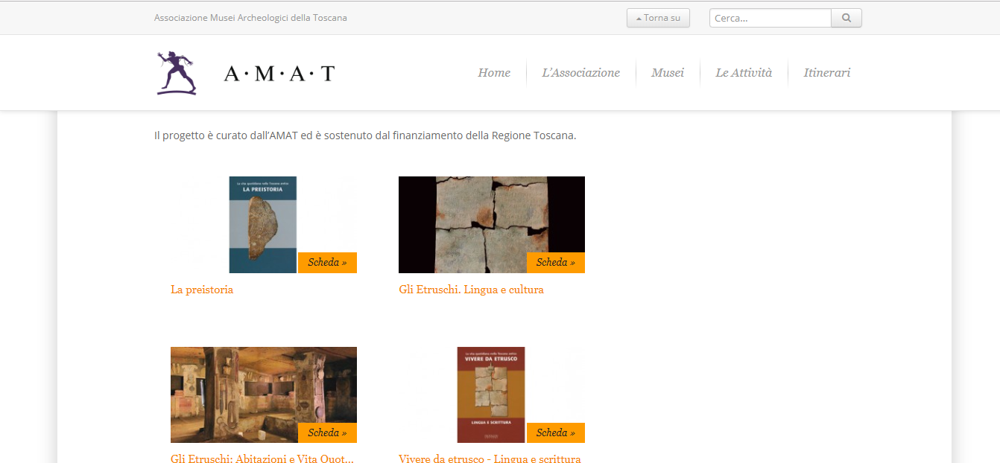 Associazione Musei Archeologici della Toscana
Torna su
Cerca...
A·M·A·T
Home
L'Associazione
Musei
Le Attività
Itinerari
Il progetto è curato dall'AMAT ed è sostenuto dal finanziamento della Regione Toscana.
La vita quotidiana nella Toscana antica
LA PREISTORIA
Scheda »
Scheda »
La preistoria
Gli Etruschi. Lingua e cultura
La vita quotidiana nella Toscana antica
VIVERE DA ETRUSCO
LINGUA E SCRITTURA
Scheda »
Scheda »
Gli Etruschi: Abitazioni e Vita Quot...
Vivere da etrusco - Lingua e scrittura